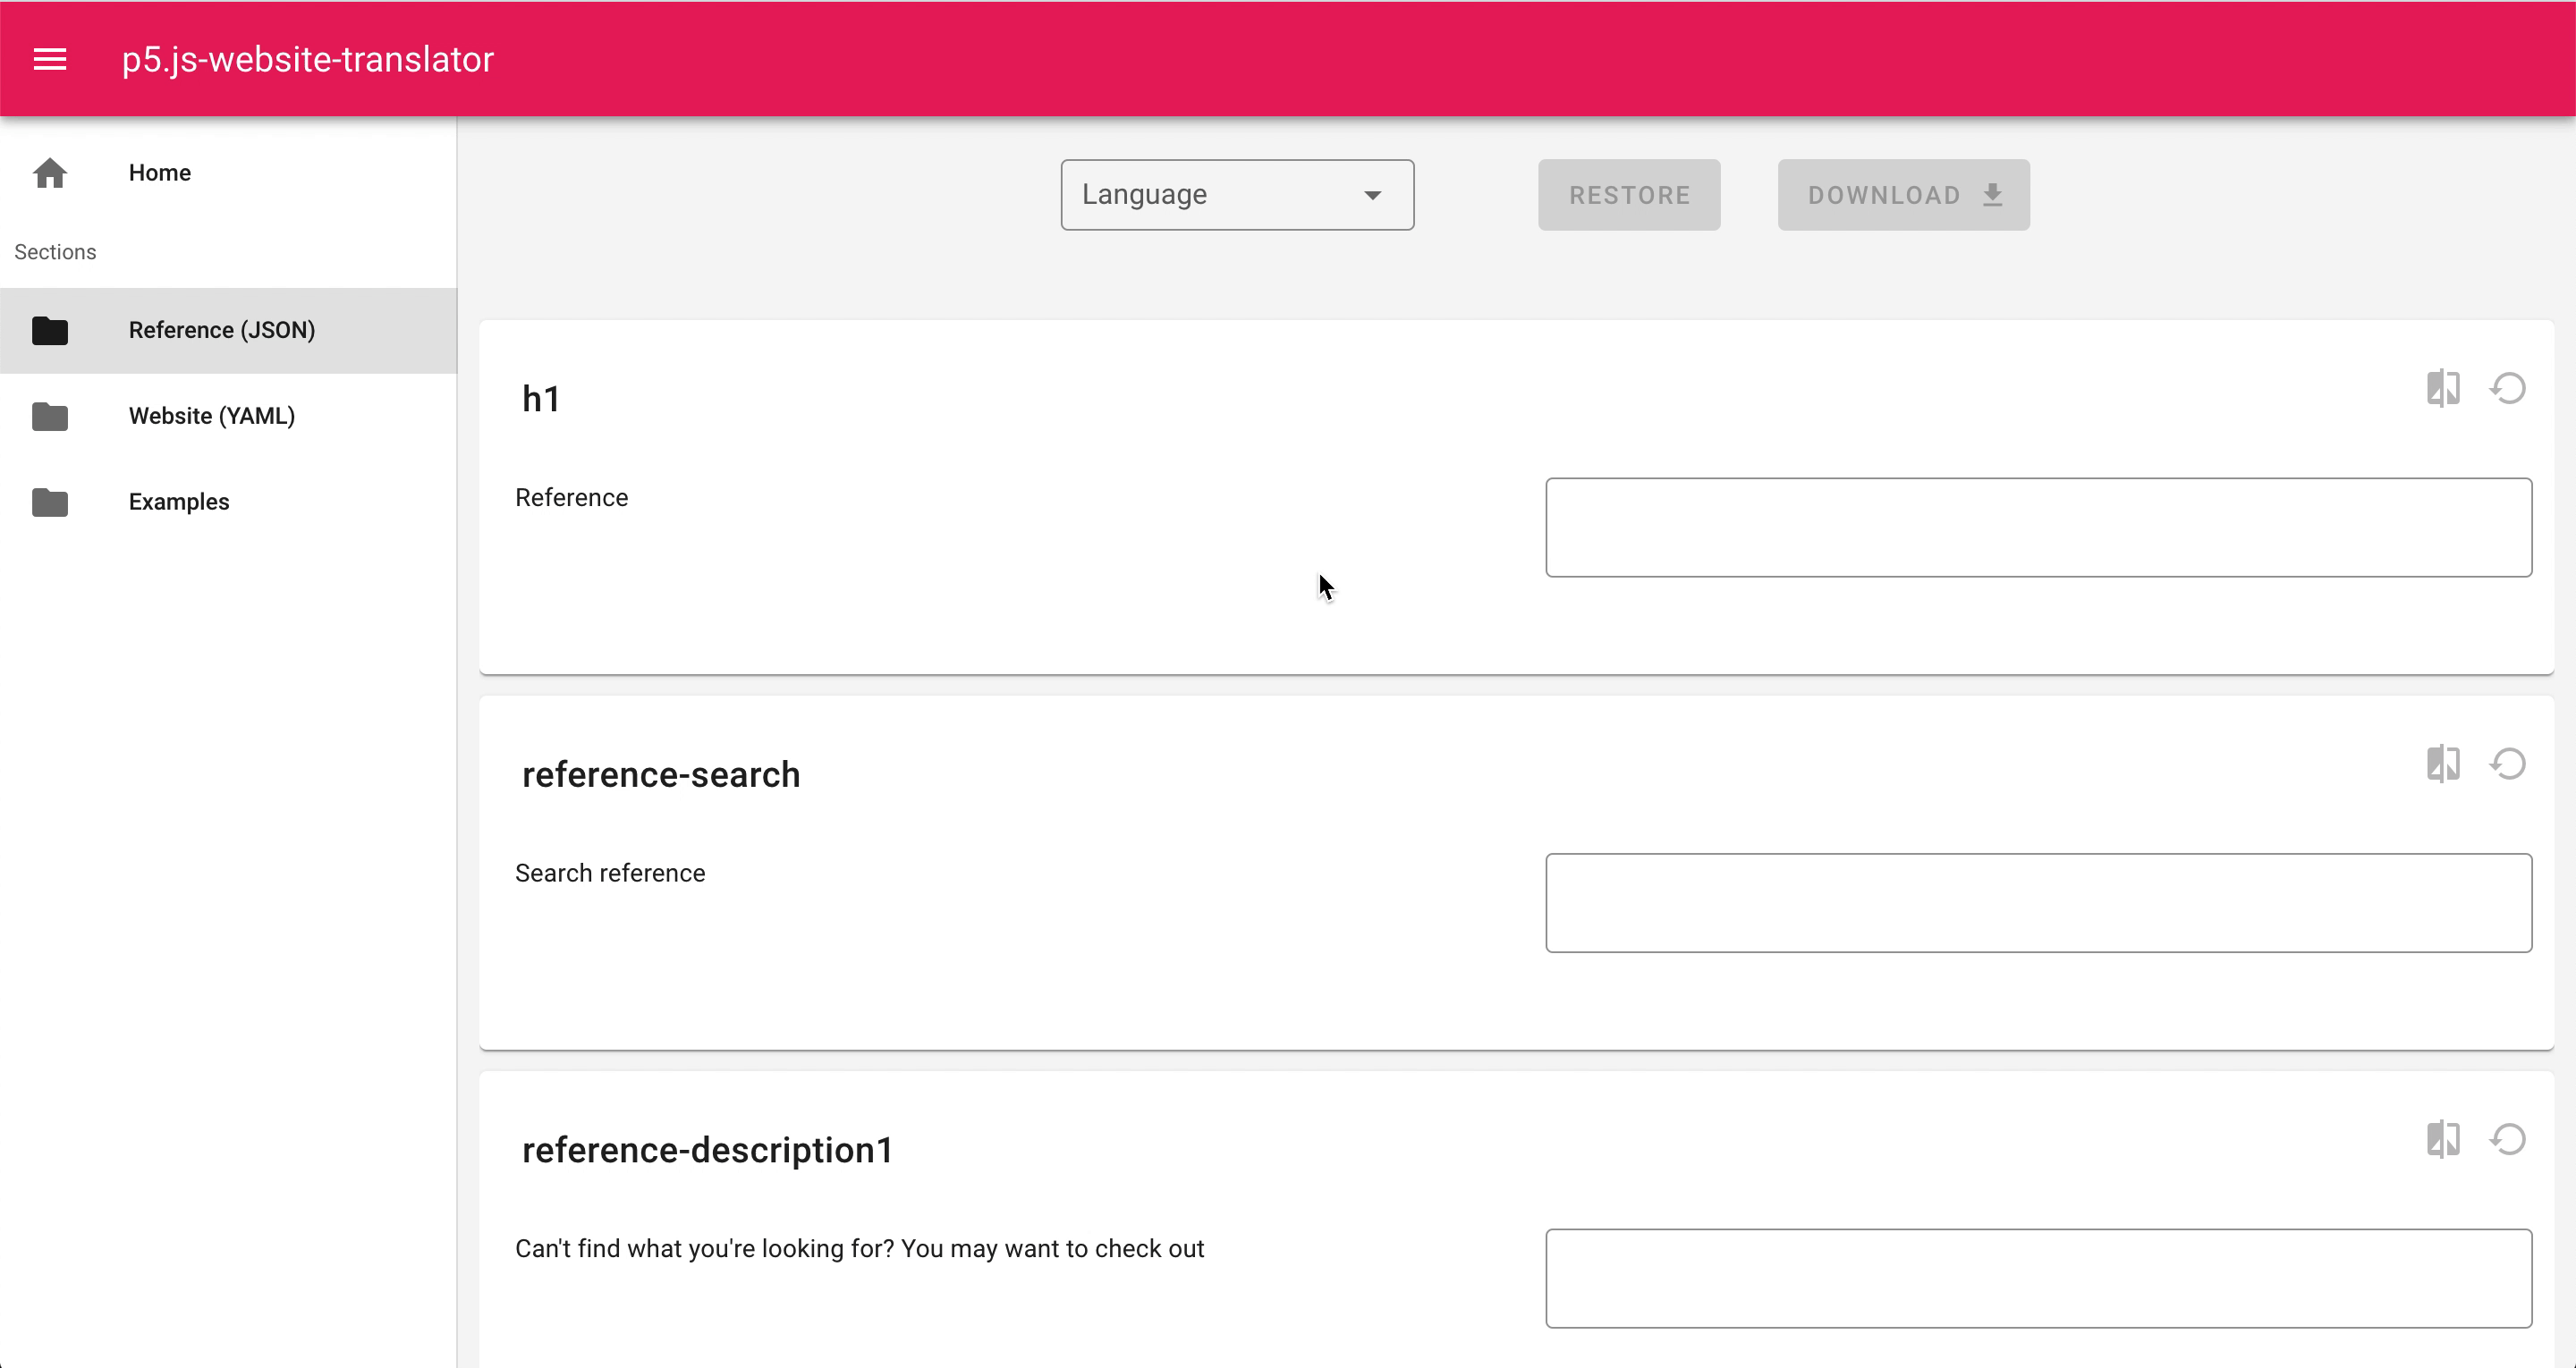 p5.js-website-translator
Home
Sections
Reference (JSON)
Website (YAML)
Examples
Language
RESTORE
DOWNLOAD
h1
Reference
reference-search
Search reference
reference-description1
Can't find what you're looking for? You may want to check out